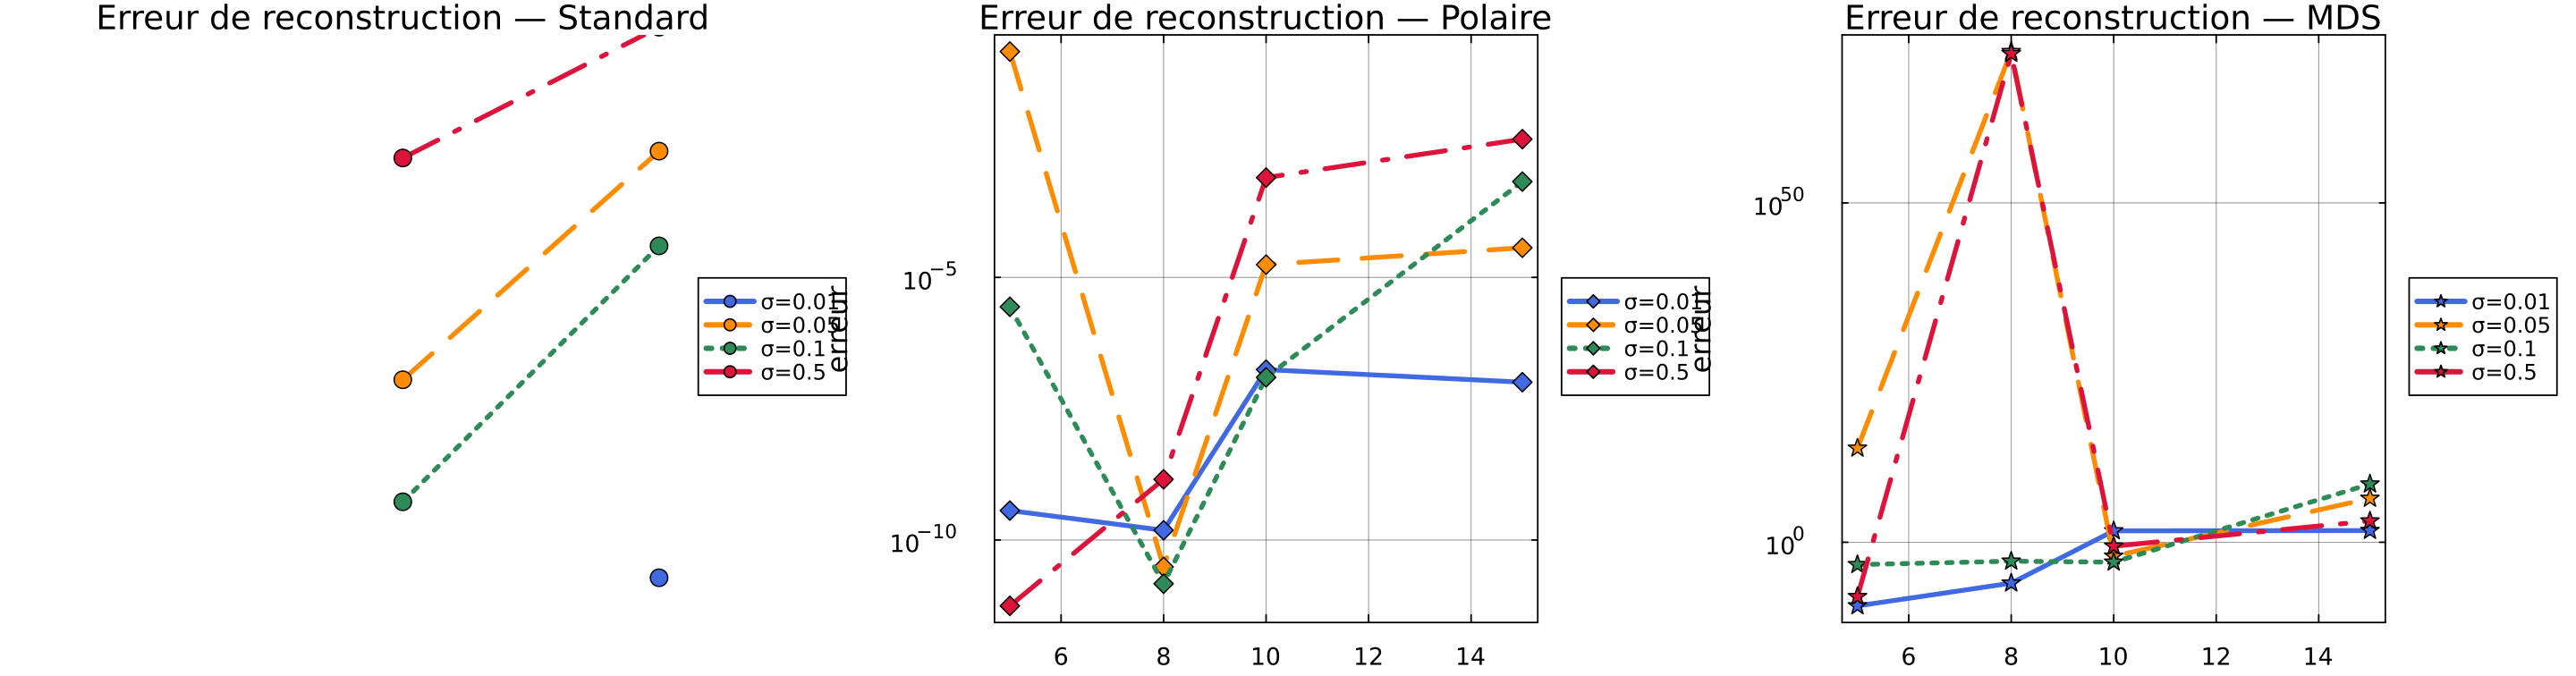 Erreur de reconstruction — Standard
σ=0.01
σ=0.05
σ=0.1
σ=0.5
Erreur de reconstruction — Polaire
erreur
10⁻⁵
10⁻¹⁰
6 8 10 12 14
σ=0.01
σ=0.05
σ=0.1
σ=0.5
Erreur de reconstruction — MDS
erreur
10⁵⁰
10⁰
6 8 10 12 14
σ=0.01
σ=0.05
σ=0.1
σ=0.5